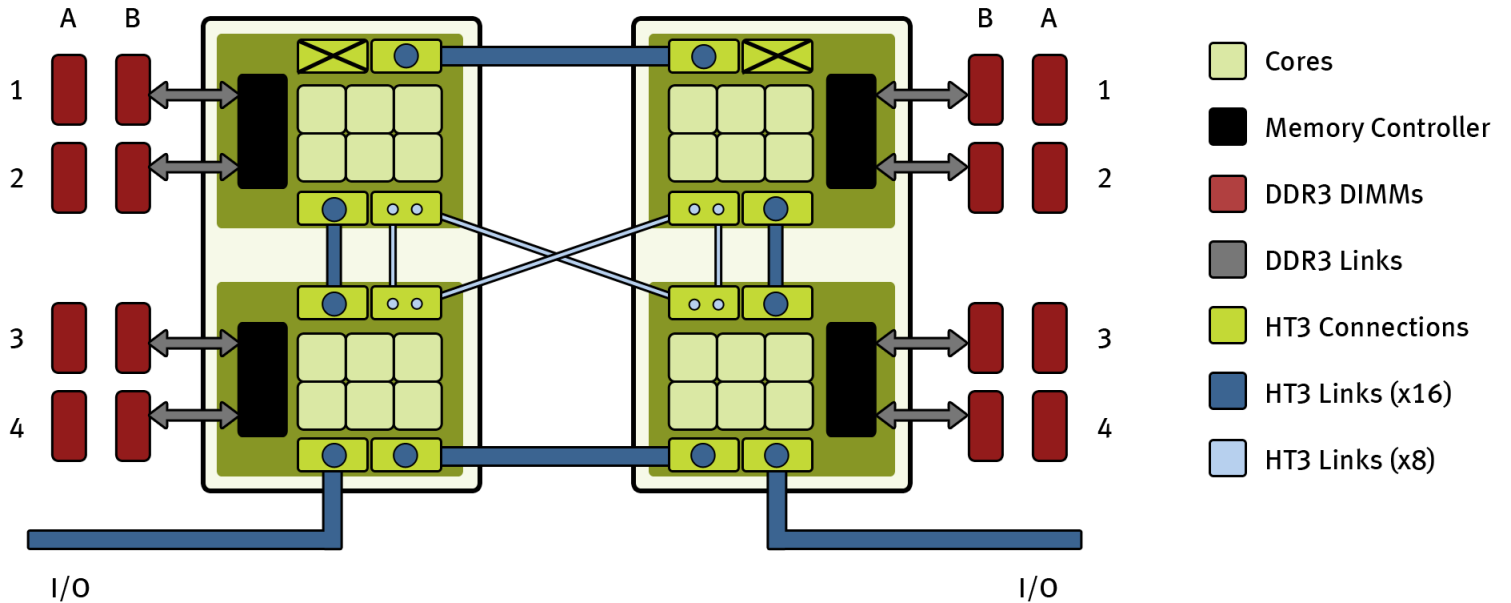 A B B A
1 1
2 2
3 3
4 4
I/O I/O
Cores
Memory Controller
DDR3 DIMMs
DDR3 Links
HT3 Connections
HT3 Links (x16)
HT3 Links (x8)